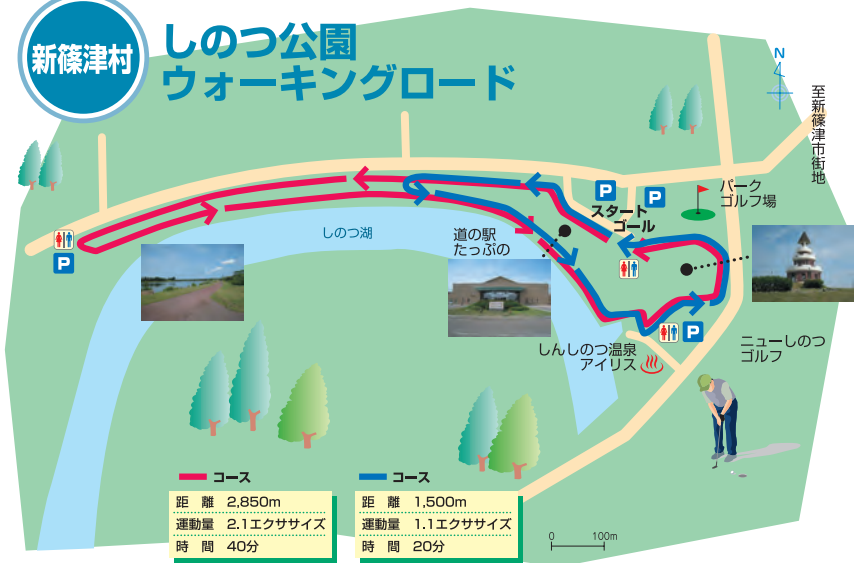 新篠津村
しのつ公園
ウォーキングロード
N
至新篠津市街地
P
P
パーク
ゴルフ場
スタート
ゴール
しのつ湖
道の駅
たっぷの
P
P
しんしのつ温泉
アイリス
ニューしのつ
ゴルフ
コース
距 離 2,850m
運動量 2.1エクササイズ
時 間 40分
コース
距 離 1,500m
運動量 1.1エクササイズ
時 間 20分
0 100m